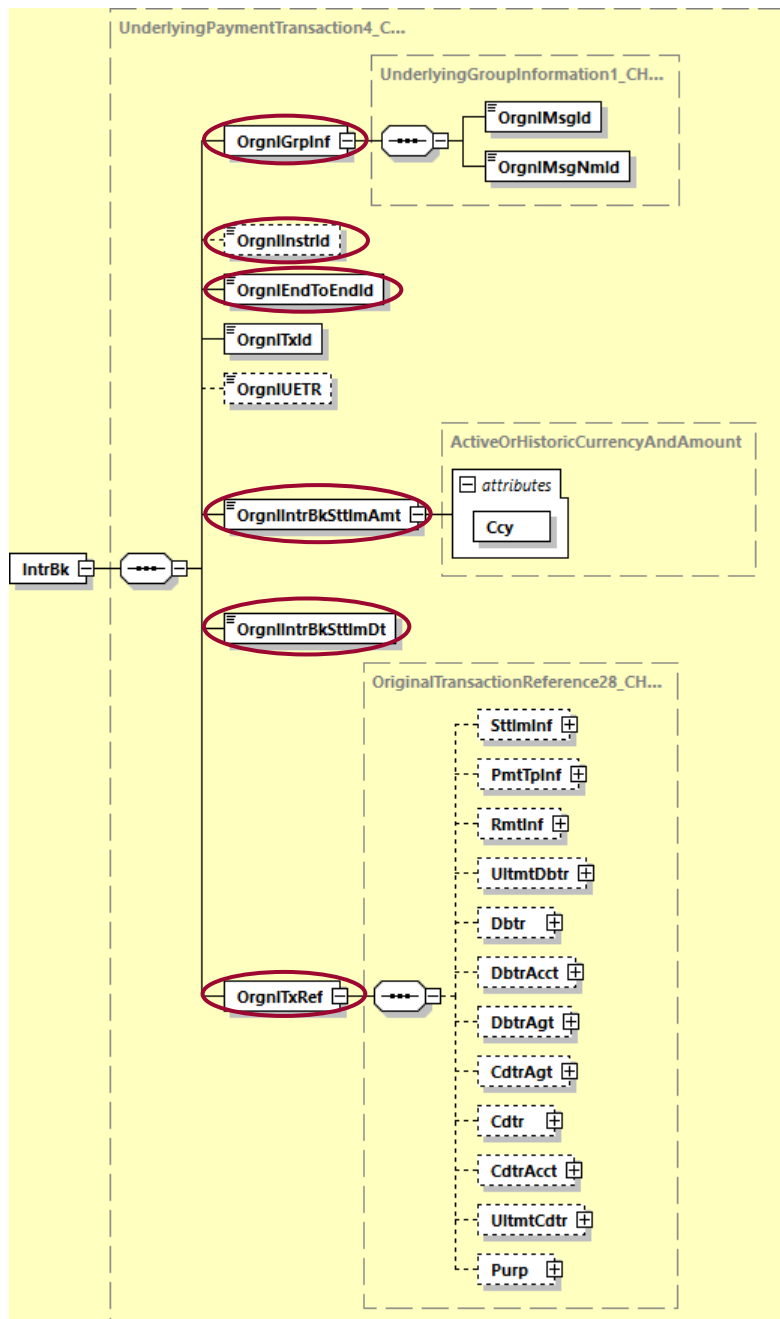 UnderlyingPaymentTransaction4_C...
UnderlyingGroupInformation1_CH...
OrgnlGrpInf
OrgnlMsgId
OrgnlMsgNmId
OrgnlInstrId
OrgnlEndToEndId
OrgnlTxId
OrgnlUETR
ActiveOrHistoricCurrencyAndAmount
attributes
OrgnlIntrBkSttlmAmt
Ccy
IntrBk
OrgnlIntrBkSttlmDt
OriginalTransactionReference28_CH...
SttlmInf
PmtTpInf
RmtInf
UltmtDbtr
Dbtr
DbtrAcct
OrgnlTxRef
DbtrAgt
CdtrAgt
Cdtr
CdtrAcct
UltmtCdtr
Purp